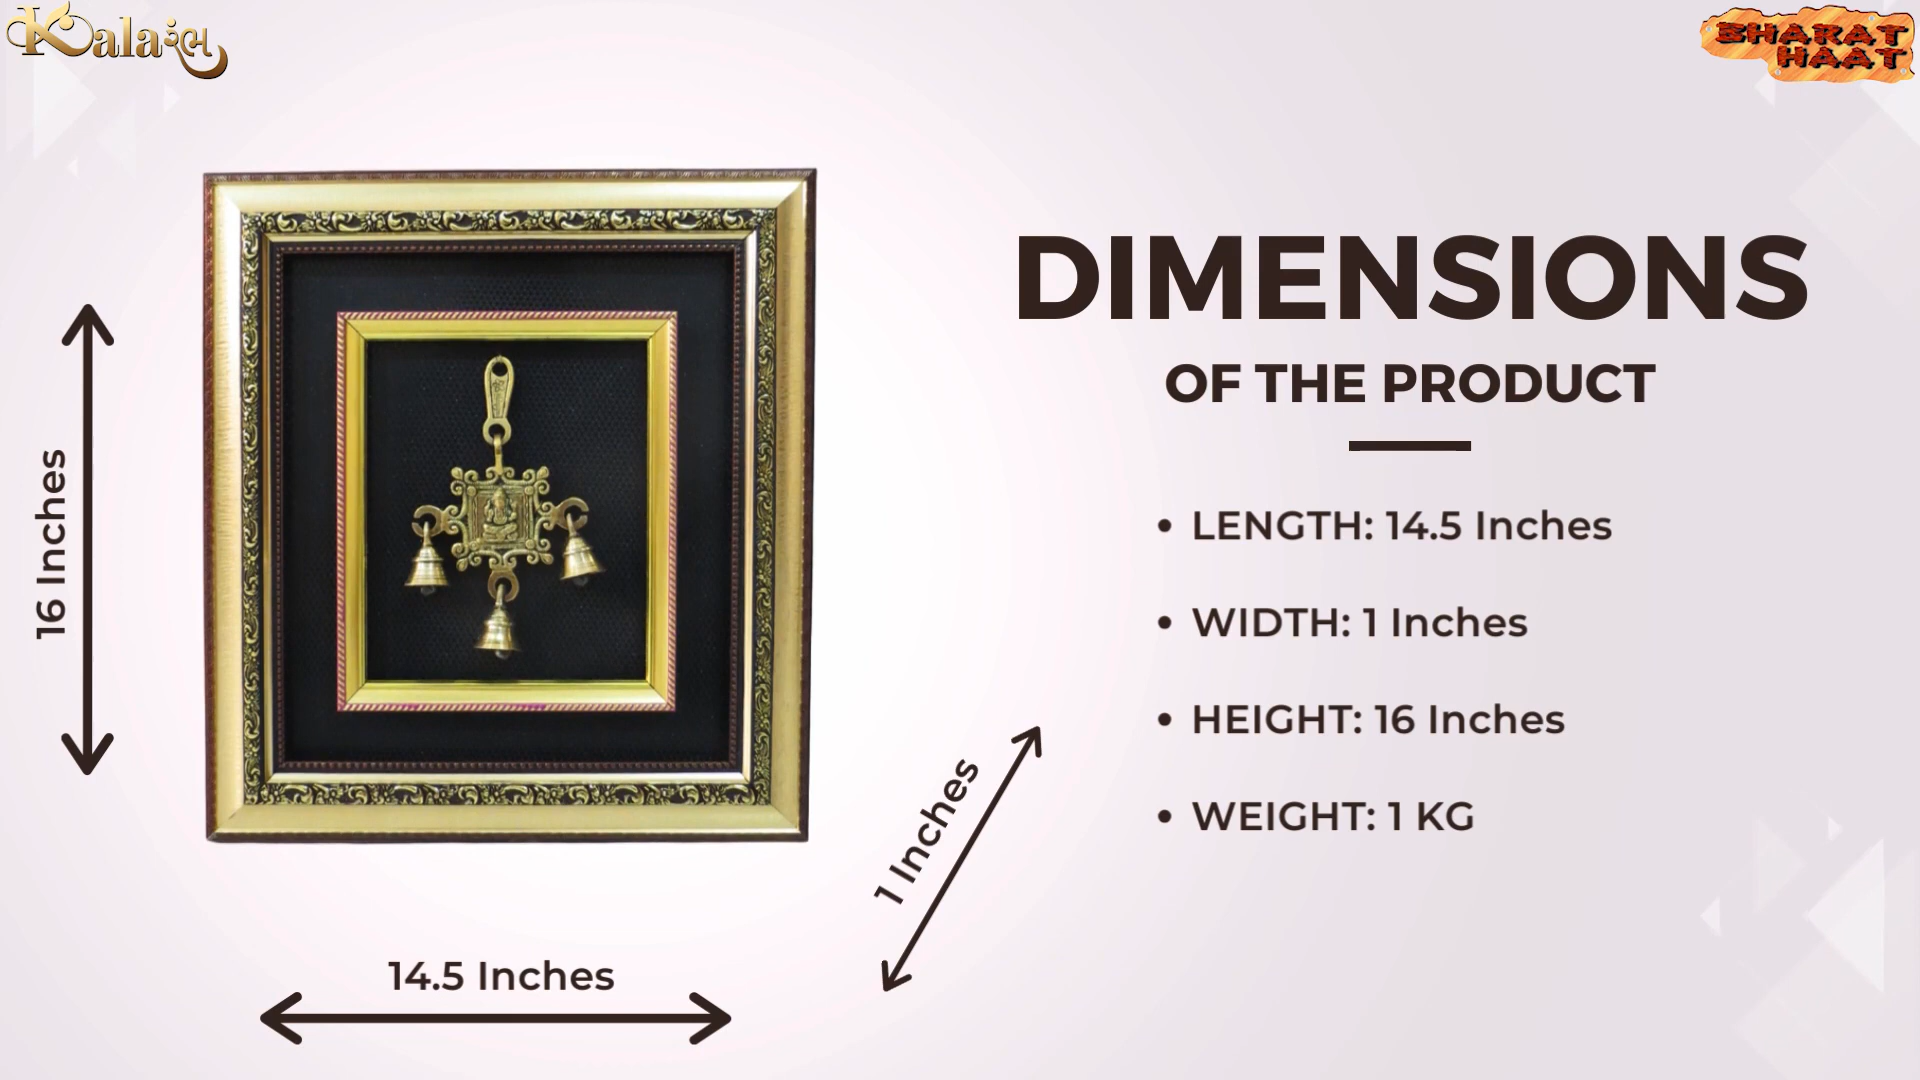 Kalaરંભ
BHARAT
HAAT
DIMENSIONS
OF THE PRODUCT
• LENGTH: 14.5 Inches
• WIDTH: 1 Inches
• HEIGHT: 16 Inches
• WEIGHT: 1 KG
16 Inches
1 Inches
14.5 Inches